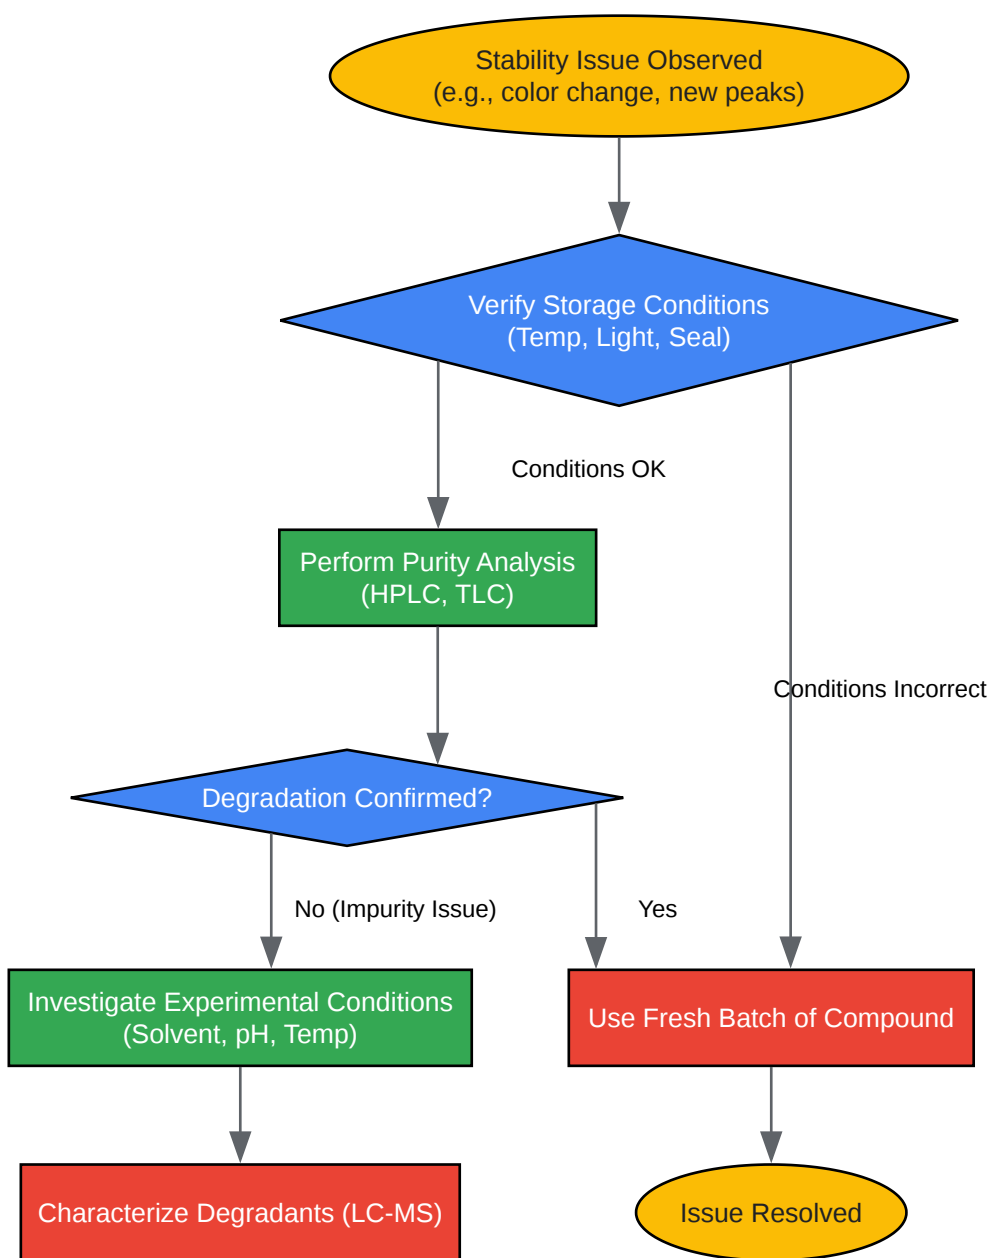 Stability Issue Observed
(e.g., color change, new peaks)
Verify Storage Conditions
(Temp, Light, Seal)
Conditions OK
Perform Purity Analysis
(HPLC, TLC)
Conditions Incorrect
Degradation Confirmed?
No (Impurity Issue)
Yes
Investigate Experimental Conditions
(Solvent, pH, Temp)
Use Fresh Batch of Compound
Characterize Degradants (LC-MS)
Issue Resolved